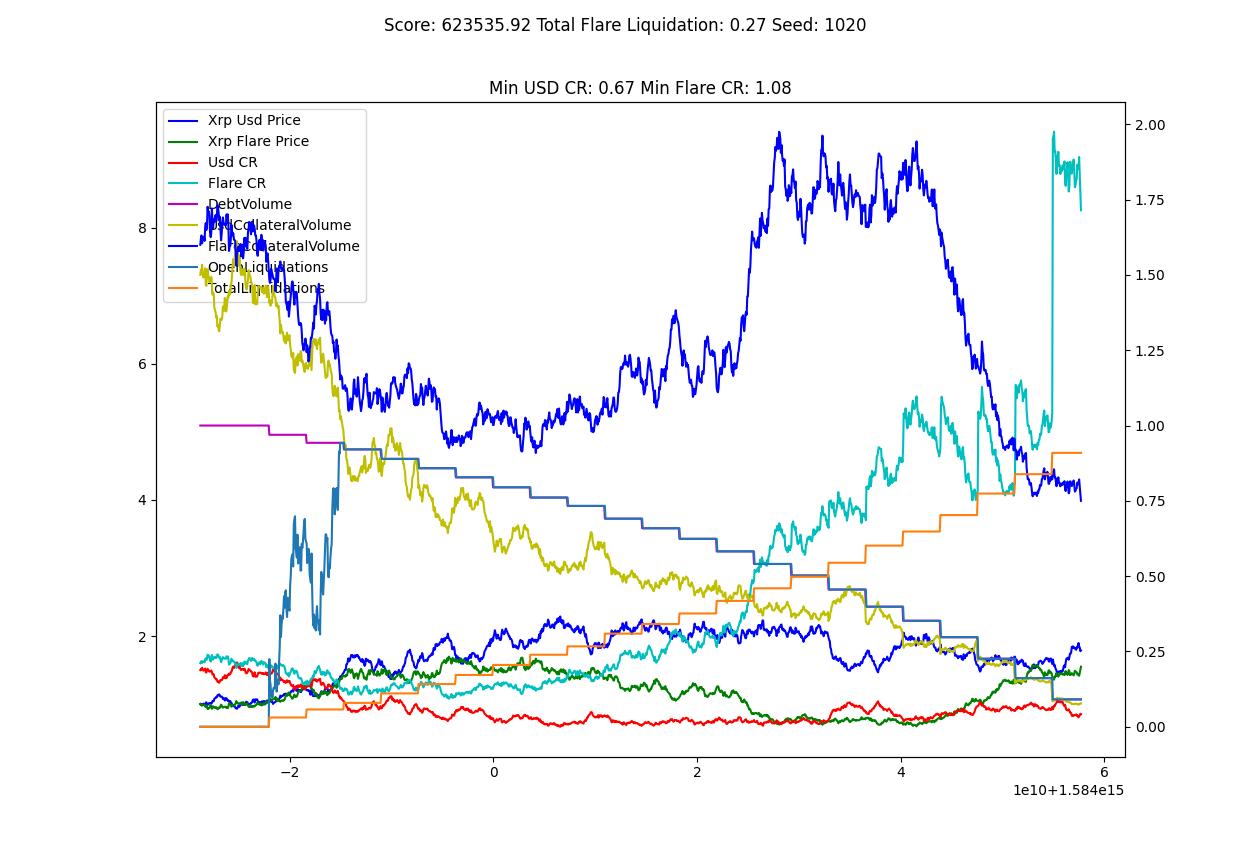 Score: 623535.92 Total Flare Liquidation: 0.27 Seed: 1020
Min USD CR: 0.67 Min Flare CR: 1.08
Xrp Usd Price
Xrp Flare Price
Usd CR
Flare CR
DebtVolume
UsdCollateralVolume
FlareCollateralVolume
OpenLiquidations
TotalLiquidations
8
6
4
2
2.00
1.75
1.50
1.25
1.00
0.75
0.50
0.25
0.00
−2
0
2
4
6
1e10+1.584e15